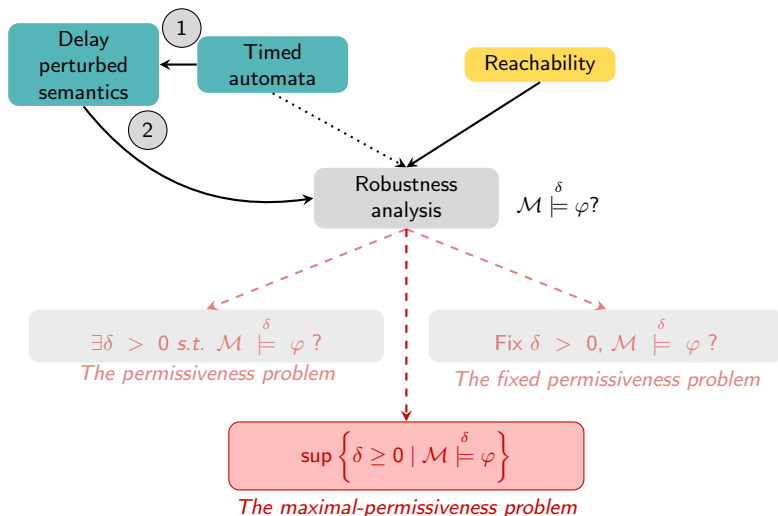 1
Delay
perturbed
semantics
Timed
automata
Reachability
2
Robustness
analysis
δ
ℳ ⊨ φ?
δ
∃δ > 0 s.t. ℳ ⊨ φ ?
The permissiveness problem
δ
Fix δ > 0, ℳ ⊨ φ ?
The fixed permissiveness problem
δ
sup { δ ≥ 0 | ℳ ⊨ φ }
The maximal-permissiveness problem